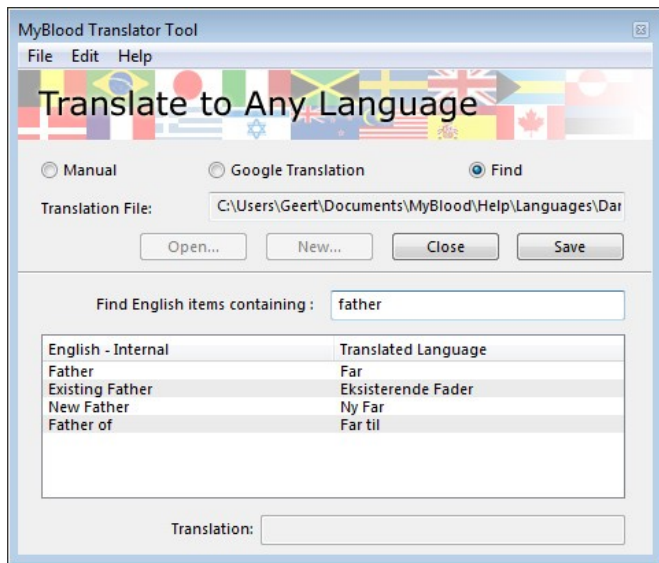 MyBlood Translator Tool
File Edit Help
Translate to Any Language
Manual Google Translation Find
Translation File: C:\Users\Geert\Documents\MyBlood\Help\Languages\Dan
Open... New... Close Save
Find English items containing : father
English - Internal Translated Language
Father Far
Existing Father Eksisterende Fader
New Father Ny Far
Father of Far til
Translation: